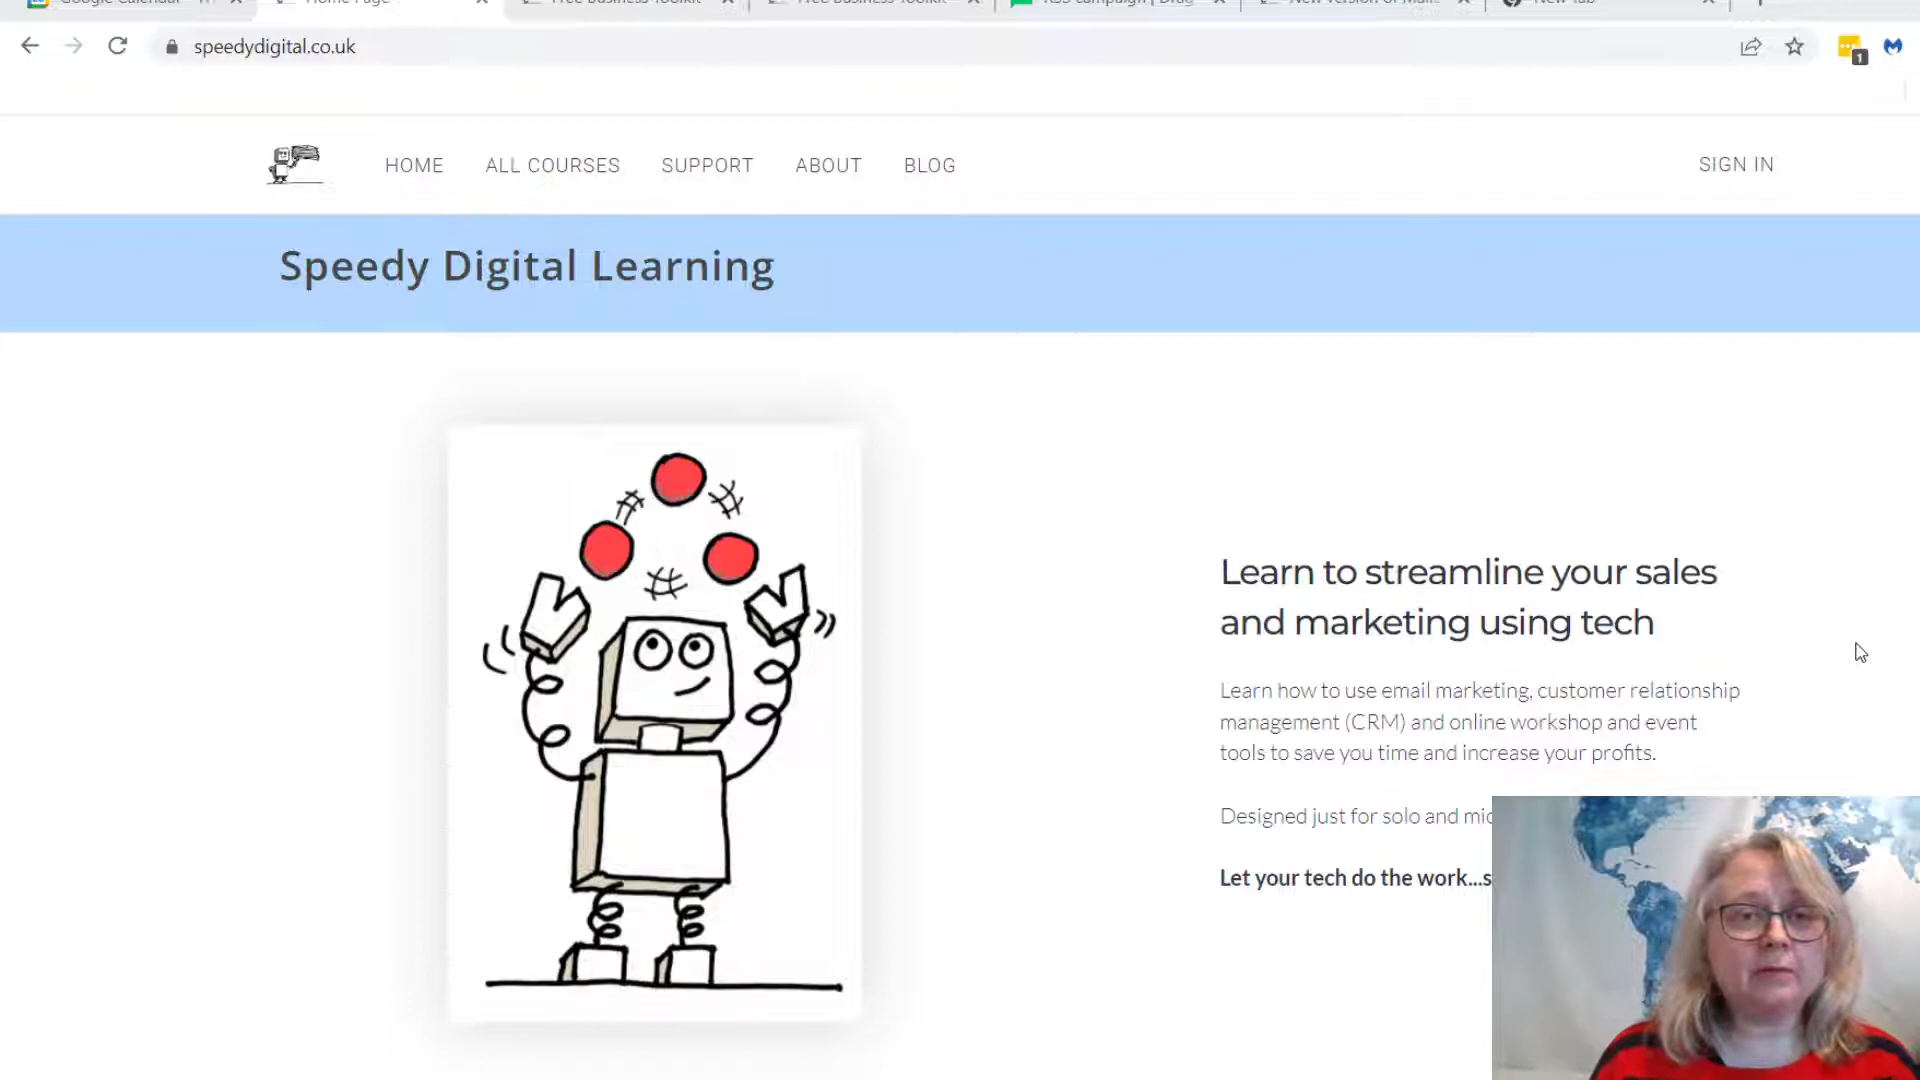 speedydigital.co.uk
1
HOME ALL COURSES SUPPORT ABOUT BLOG SIGN IN
Speedy Digital Learning
Learn to streamline your sales
and marketing using tech
Learn how to use email marketing, customer relationship
management (CRM) and online workshop and event
tools to save you time and increase your profits.
Designed just for solo and
Let your tech do the work...